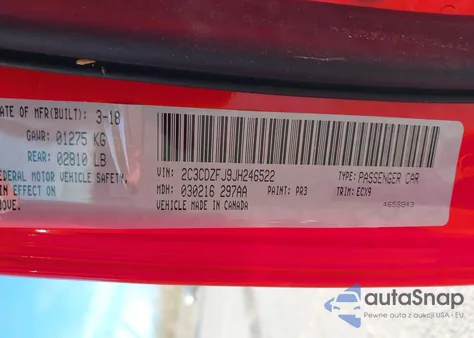 ATE OF MFR(BUILT): 3-18
GAWR: 01275 KG
REAR: 02810 LB
EDERAL MOTOR VEHICLE SAFETY
IN EFFECT ON
ABOVE.
VIN: 2C3CDZFJ9JH246522
TYPE: PASSENGER CAR
MDH: 030216 297AA
PAINT: PR3
TRIM: ECX9
VEHICLE MADE IN CANADA
4658943
autoSnap
Pewne auta z aukcji USA i EU